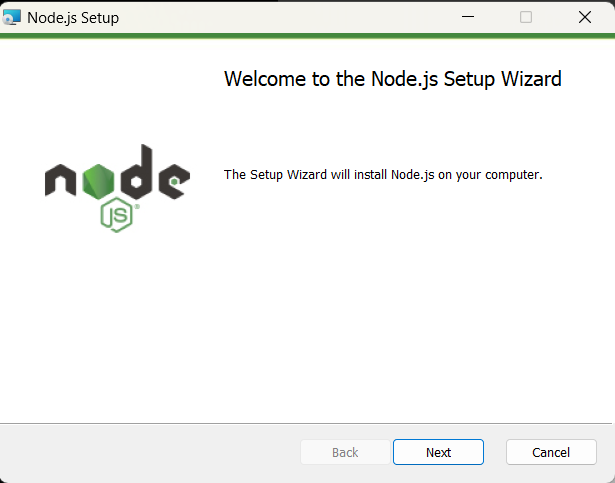 Node.js Setup
Welcome to the Node.js Setup Wizard
The Setup Wizard will install Node.js on your computer.
node
JS®
Back
Next
Cancel